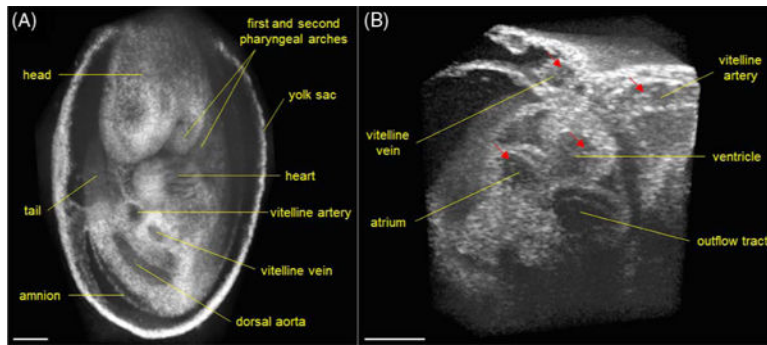 (A)
first and second
pharyngeal arches
head
yolk sac
heart
tail
vitelline artery
vitelline vein
amnion
dorsal aorta
(B)
vitelline
artery
vitelline
vein
ventricle
atrium
outflow tract